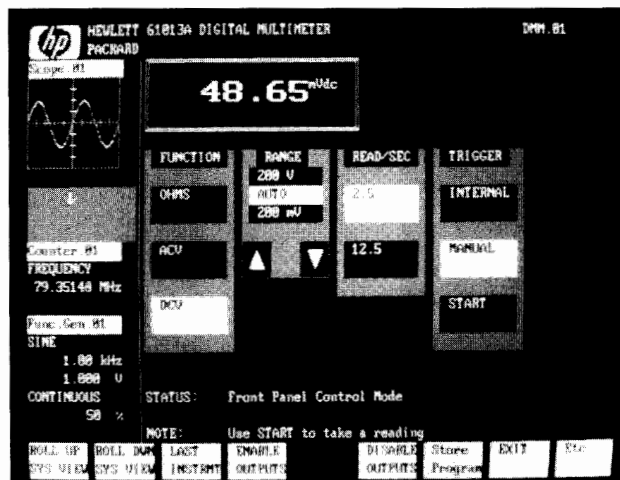 hp HEWLETT 61013A DIGITAL MULTIMETER DMM.01
PACKARD
Scope.01
48.65 mVdc
FUNCTION RANGE READ/SEC TRIGGER
200 V
OHMS AUTO 2.5 INTERNAL
200 mV
Counter.01
FREQUENCY
79.35140 MHz
ACV 12.5 MANUAL
DCV START
Func.Gen.01
SINE
1.00 kHz
1.000 V
CONTINUOUS
50 %
STATUS: Front Panel Control Mode
NOTE: Use START to take a reading
ROLL UP ROLL DWN LAST ENABLE DISABLE Store EXIT Etc
SYS VIEW SYS VIEW INSTRMT OUTPUTS OUTPUTS Program